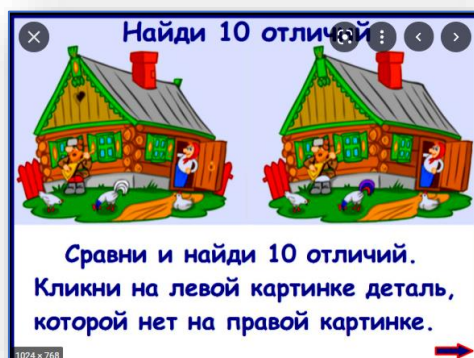 Найди 10 отличий
Сравни и найди 10 отличий.
Кликни на левой картинке деталь,
которой нет на правой картинке.
1024 x 768